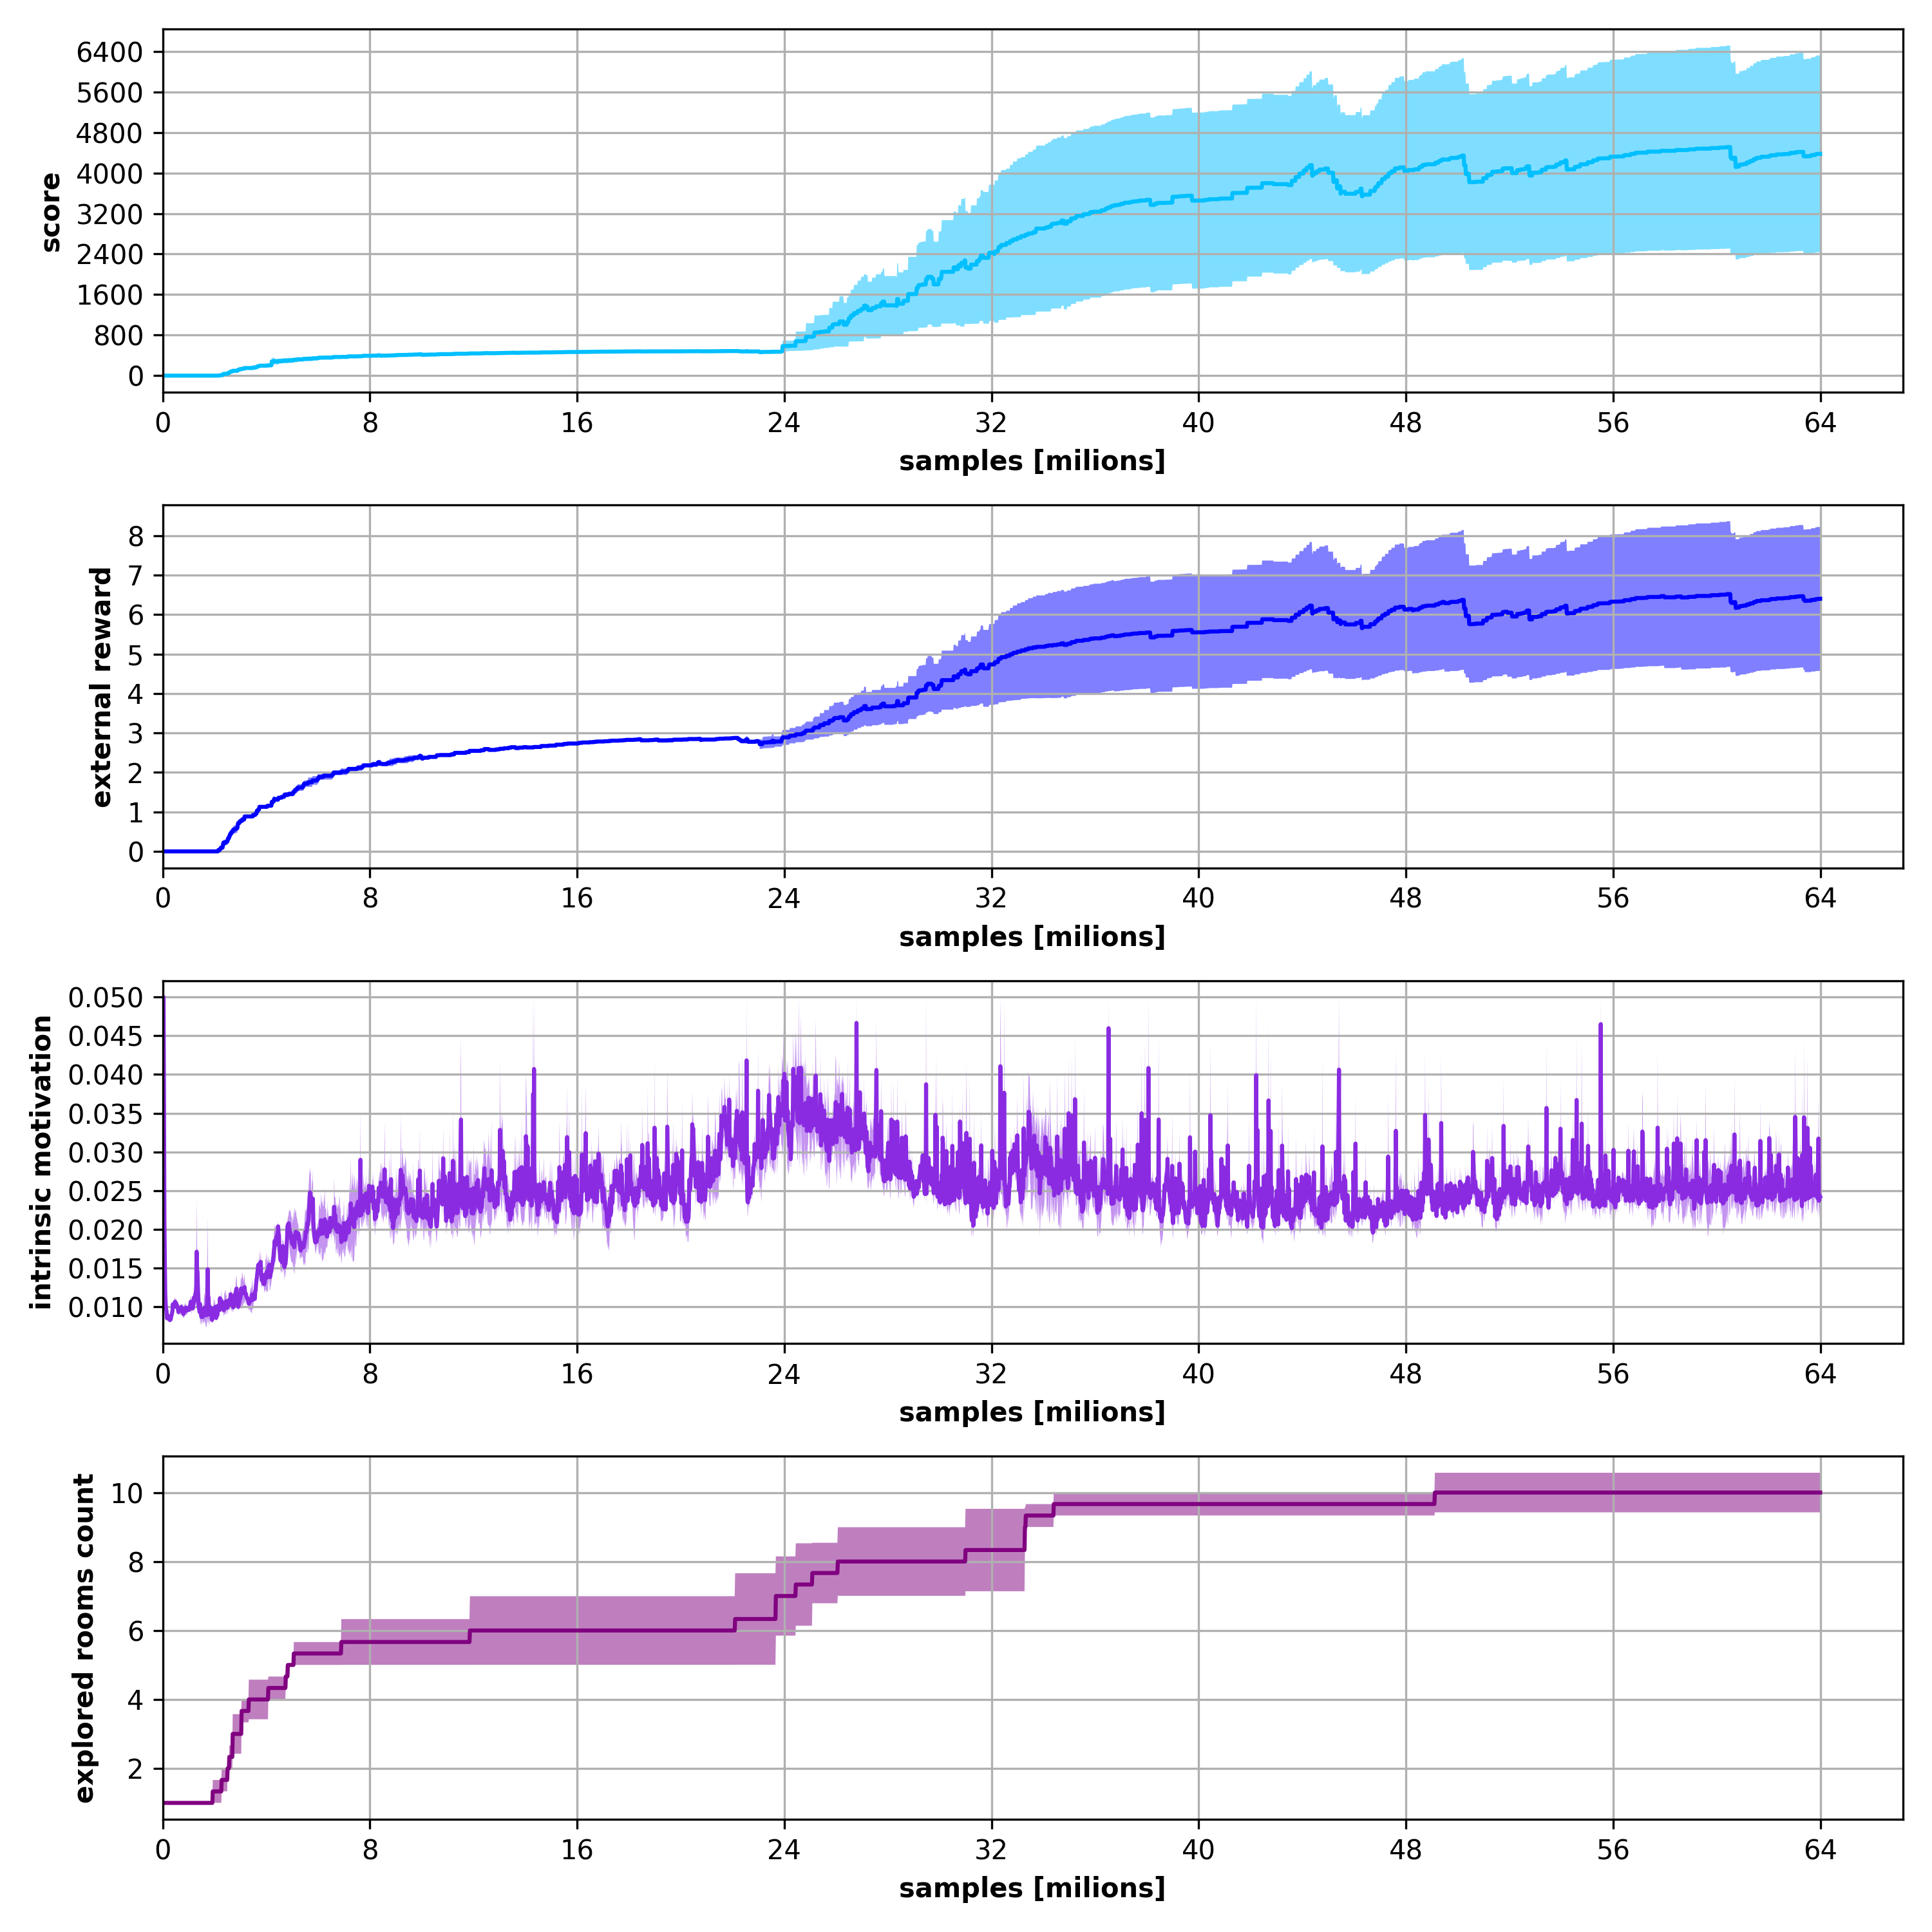 score
6400
5600
4800
4000
3200
2400
1600
800
0
0 8 16 24 32 40 48 56 64
samples [milions]
external reward
8
7
6
5
4
3
2
1
0
0 8 16 24 32 40 48 56 64
samples [milions]
intrinsic motivation
0.050
0.045
0.040
0.035
0.030
0.025
0.020
0.015
0.010
0 8 16 24 32 40 48 56 64
samples [milions]
explored rooms count
10
8
6
4
2
0 8 16 24 32 40 48 56 64
samples [milions]